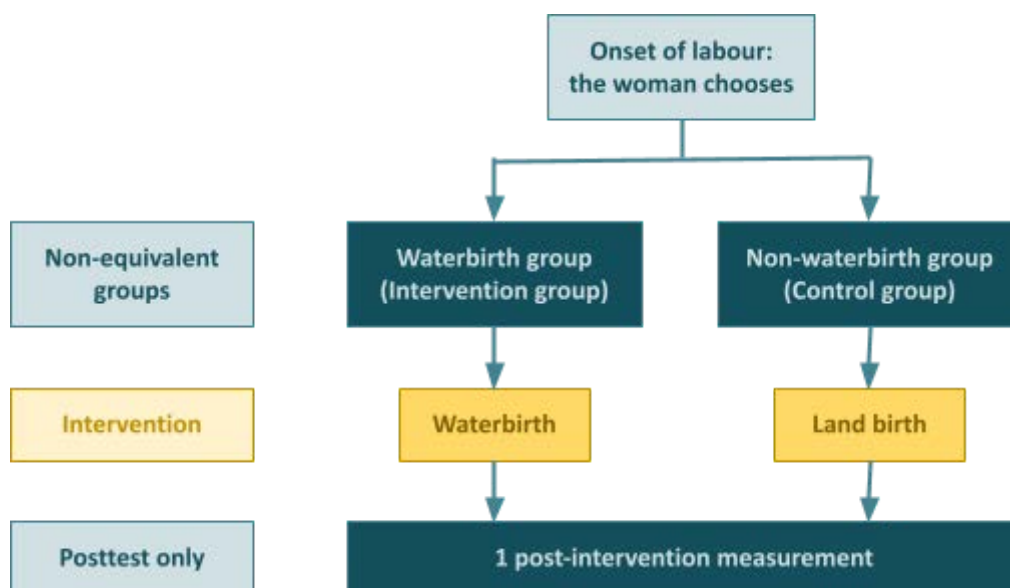 Onset of labour:
the woman chooses
Non-equivalent
groups
Waterbirth group
(Intervention group)
Non-waterbirth group
(Control group)
Intervention
Waterbirth
Land birth
Posttest only
1 post-intervention measurement